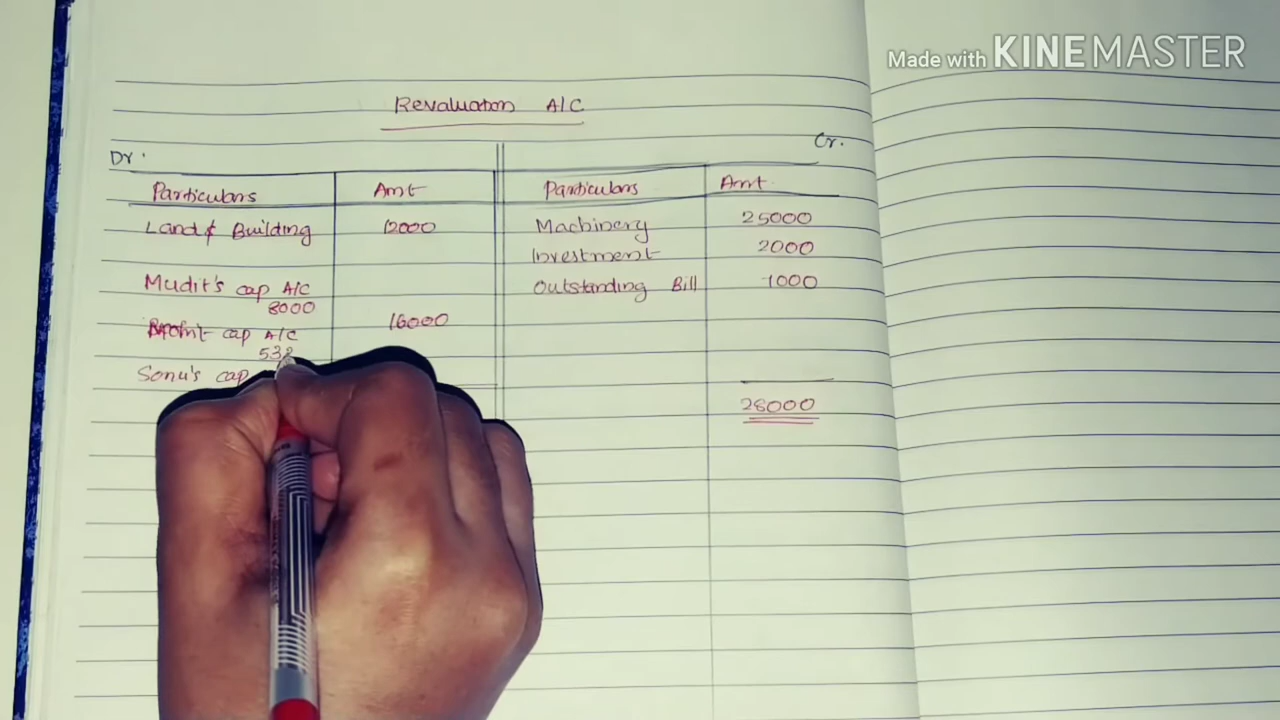 Made with KINEMASTER
Revaluation A/C
Dr.
Cr.
Particulars Amt Particulars Amt.
Land & Building 12000 Machinery 25000
Investment 2000
Mudit's cap A/C Outstanding Bill 1000
8000
cap A/C 16000
533
Sonu's cap
28000